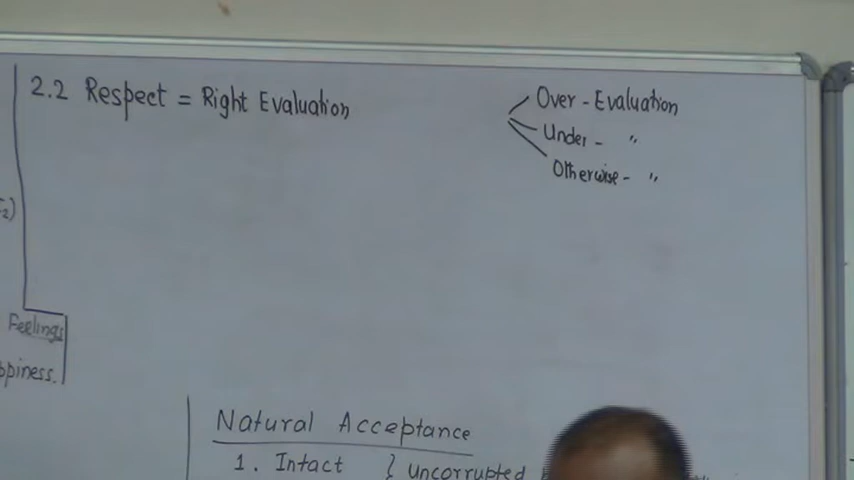 2.2 Respect = Right Evaluation
Over - Evaluation
Under - "
Otherwise - "
Feelings
ppiness.
Natural Acceptance
1. Intact } uncorrupted